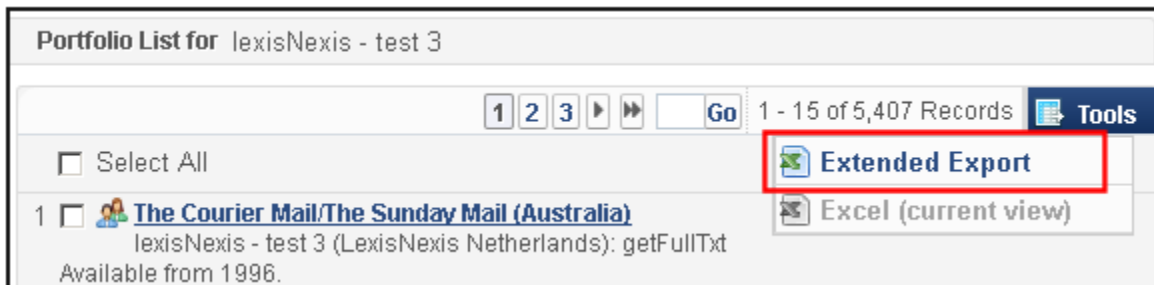 Portfolio List for lexisNexis - test 3
1 2 3 Go 1 - 15 of 5,407 Records Tools
Select All
Extended Export
1 The Courier Mail/The Sunday Mail (Australia)
Excel (current view)
lexisNexis - test 3 (LexisNexis Netherlands): getFullTxt
Available from 1996.